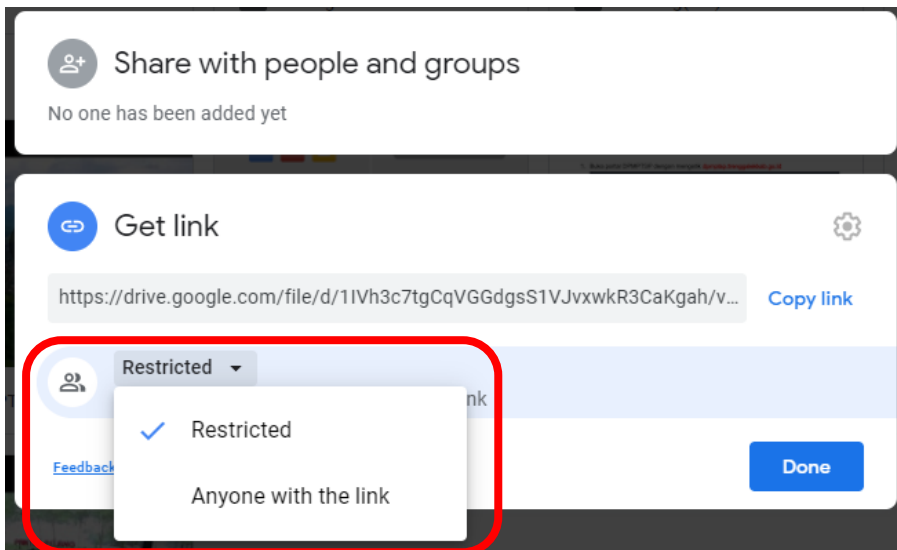 Share with people and groups
No one has been added yet
Get link
https://drive.google.com/file/d/1IVh3c7tgCqVGGdgsS1VJvxwkR3CaKgah/v...
Copy link
Restricted
nk
Restricted
Feedback
Anyone with the link
Done